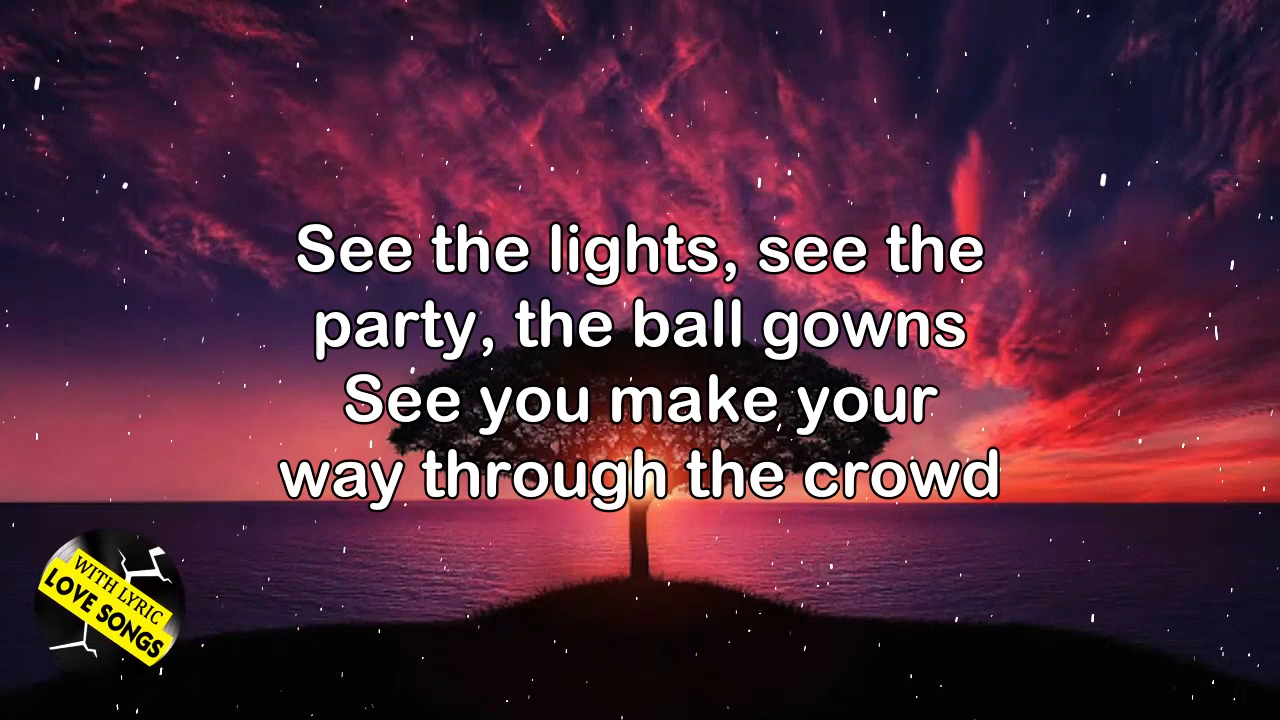 See the lights, see the
party, the ball gowns
See you make your
way through the crowd
WITH LYRIC
LOVE SONGS